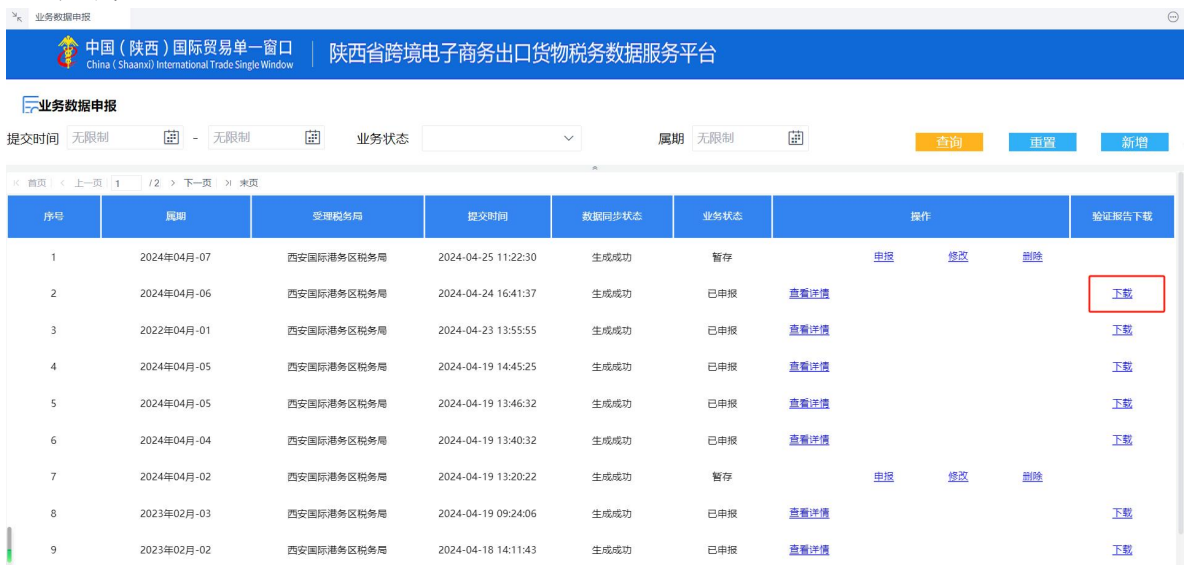 业务数据申报
中国（陕西）国际贸易单一窗口 陕西省跨境电子商务出口货物税务数据服务平台
China ( Shaanxi) International Trade Single Window
业务数据申报
提交时间 无限制 - 无限制 业务状态 属期 无限制 查询 重置 新增
首页 上一页 1 /2 下一页 末页
序号 属期 受理税务局 提交时间 数据同步状态 业务状态 操作 验证报告下载
1 2024年04月-07 西安国际港务区税务局 2024-04-25 11:22:30 生成成功 暂存 申报 修改 删除
2 2024年04月-06 西安国际港务区税务局 2024-04-24 16:41:37 生成成功 已申报 查看详情 下载
3 2022年04月-01 西安国际港务区税务局 2024-04-23 13:55:55 生成成功 已申报 查看详情 下载
4 2024年04月-05 西安国际港务区税务局 2024-04-19 14:45:25 生成成功 已申报 查看详情 下载
5 2024年04月-05 西安国际港务区税务局 2024-04-19 13:46:32 生成成功 已申报 查看详情 下载
6 2024年04月-04 西安国际港务区税务局 2024-04-19 13:40:32 生成成功 已申报 查看详情 下载
7 2024年04月-02 西安国际港务区税务局 2024-04-19 13:20:22 生成成功 暂存 申报 修改 删除
8 2023年02月-03 西安国际港务区税务局 2024-04-19 09:24:06 生成成功 已申报 查看详情 下载
9 2023年02月-02 西安国际港务区税务局 2024-04-18 14:11:43 生成成功 已申报 查看详情 下载